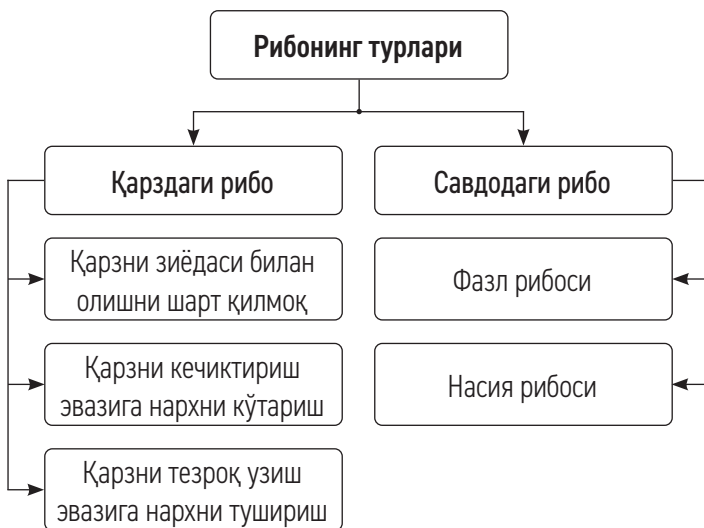 Рибонинг турлари
Қарздаги рибо
Савдодаги рибо
Қарзни зиёдаси билан
олишни шарт қилмоқ
Фазл рибоси
Қарзни кечиктириш
эвазига нархни кўтариш
Насия рибоси
Қарзни тезроқ узиш
эвазига нархни тушириш